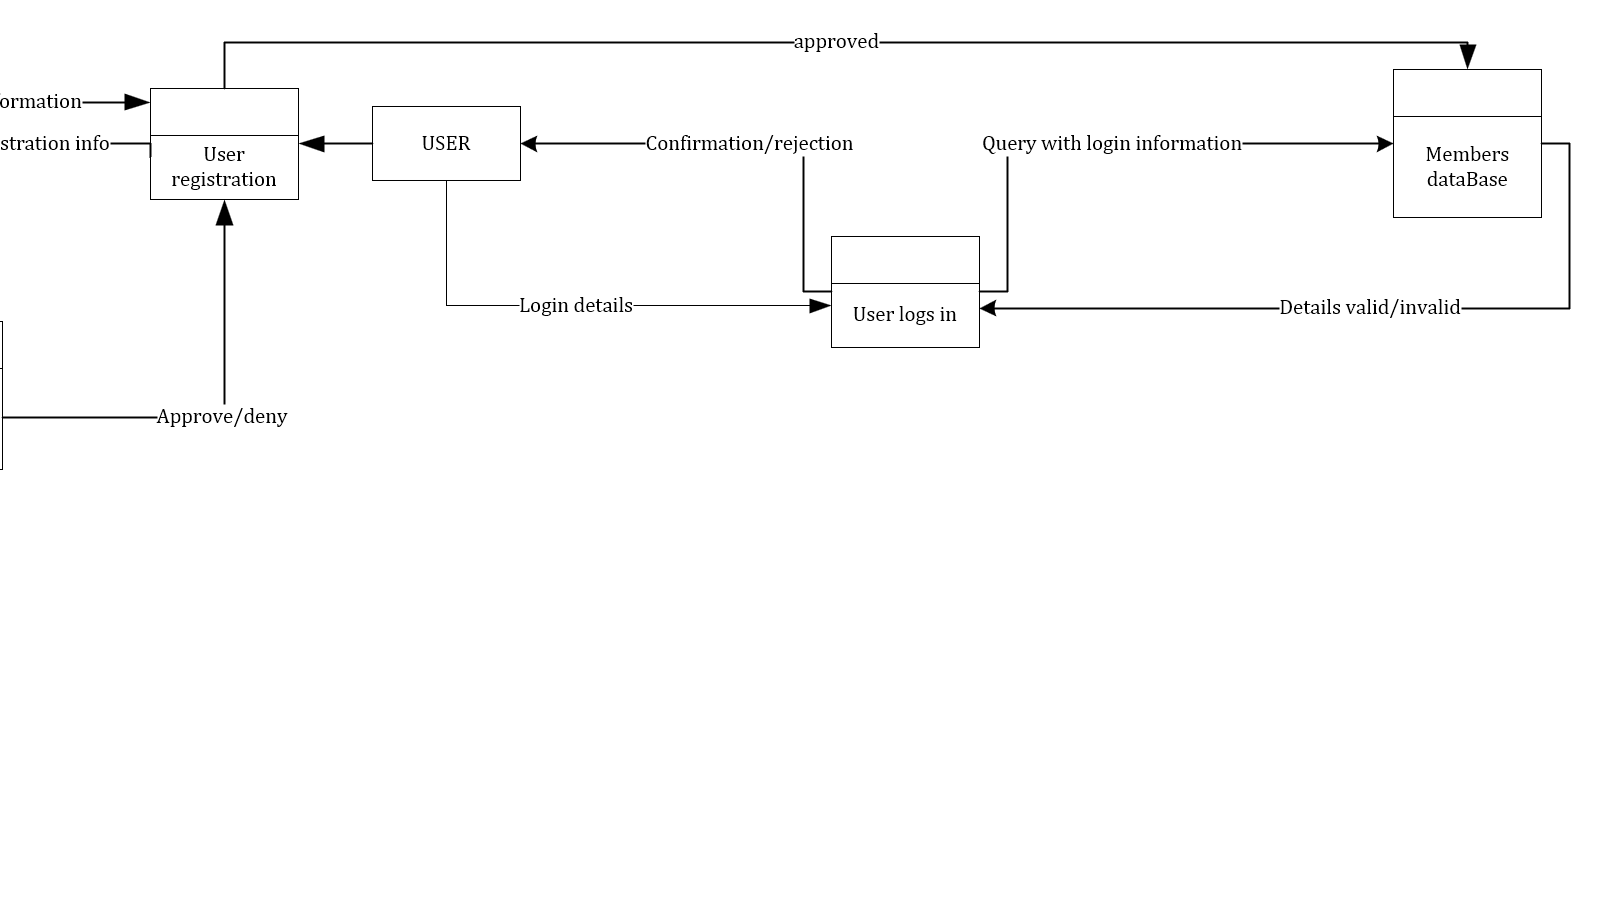 approved
ormation
stration info
User
registration
USER
Confirmation/rejection
Query with login information
Members
dataBase
Login details
User logs in
Details valid/invalid
Approve/deny